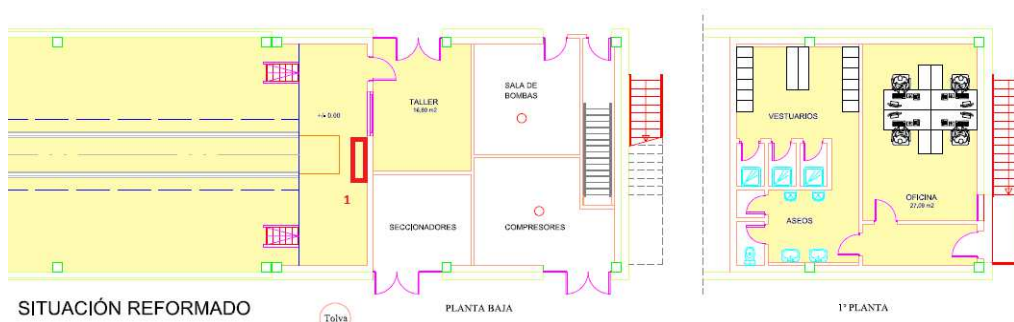 TALLER
16,80 m2
SALA DE
BOMBAS
+/- 0.00
1
SECCIONADORES
COMPRESORES
VESTUARIOS
OFICINA
27,09 m2
ASEOS
SITUACIÓN REFORMADO
Tolva
PLANTA BAJA
1ª PLANTA